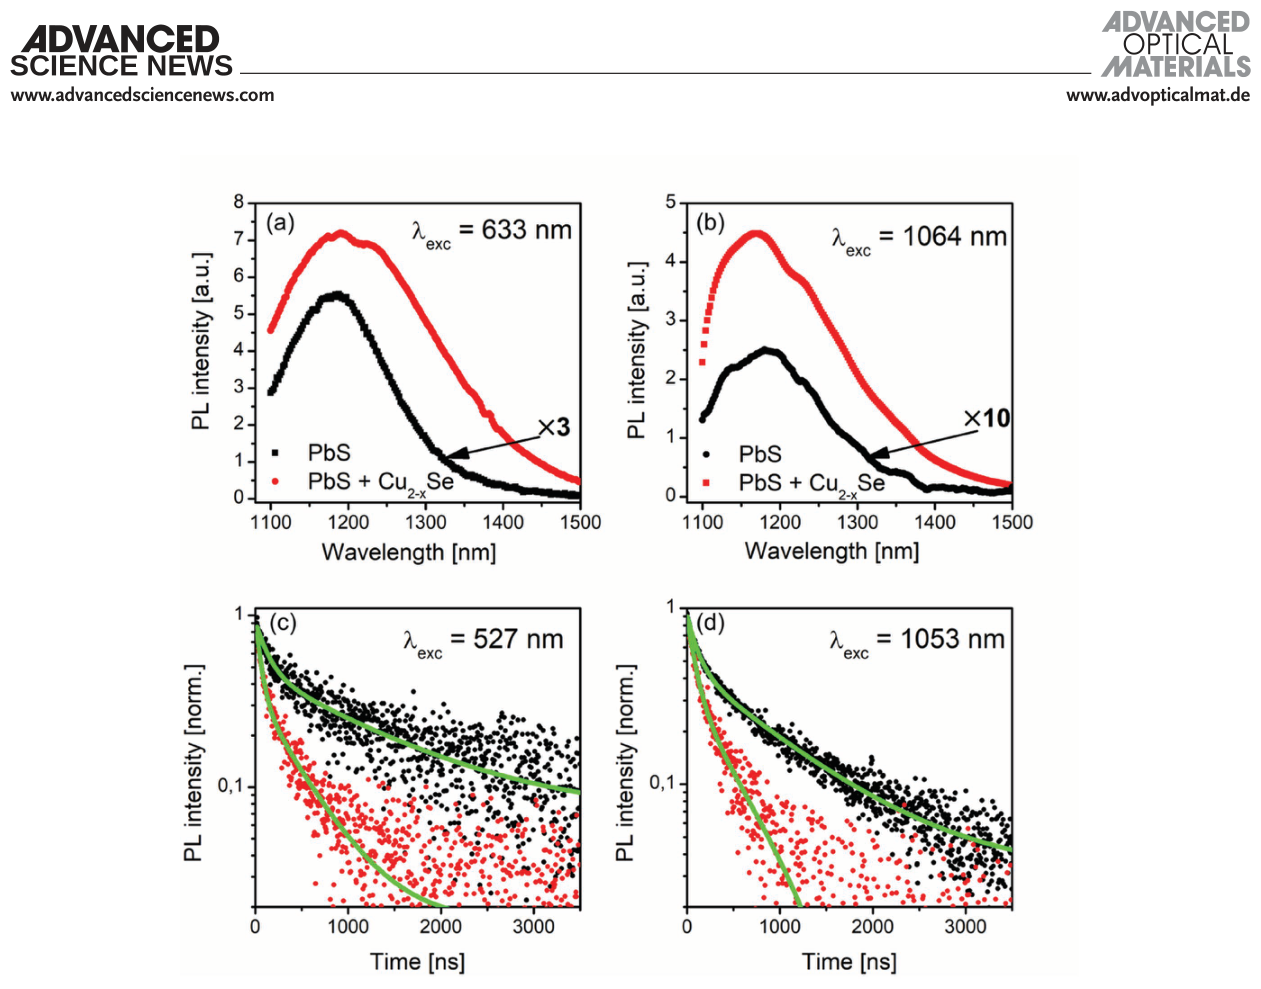 ADVANCED
SCIENCE NEWS
www.advancedsciencenews.com
ADVANCED
OPTICAL
MATERIALS
www.advopticalmat.de
(a)
λexc = 633 nm
PL intensity [a.u.]
8
7
6
5
4
3
2
1
0
×3
PbS
PbS + Cu2-xSe
1100 1200 1300 1400 1500
Wavelength [nm]
(b)
λexc = 1064 nm
PL intensity [a.u.]
5
4
3
2
1
0
×10
PbS
PbS + Cu2-xSe
1100 1200 1300 1400 1500
Wavelength [nm]
(c)
λexc = 527 nm
PL intensity [norm.]
1
0,1
0 1000 2000 3000
Time [ns]
(d)
λexc = 1053 nm
PL intensity [norm.]
1
0,1
0 1000 2000 3000
Time [ns]